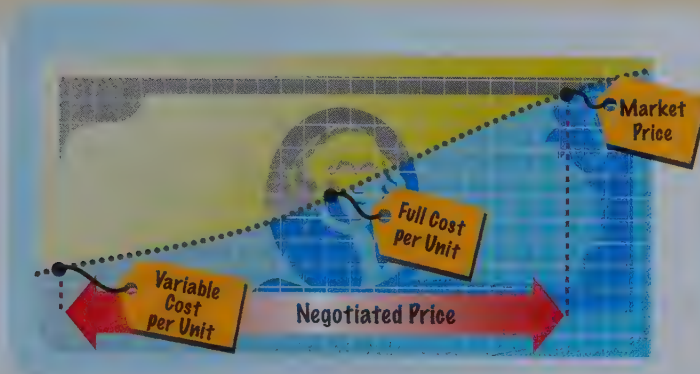 Market
Price
Full Cost
per Unit
Variable
Cost
per Unit
Negotiated Price